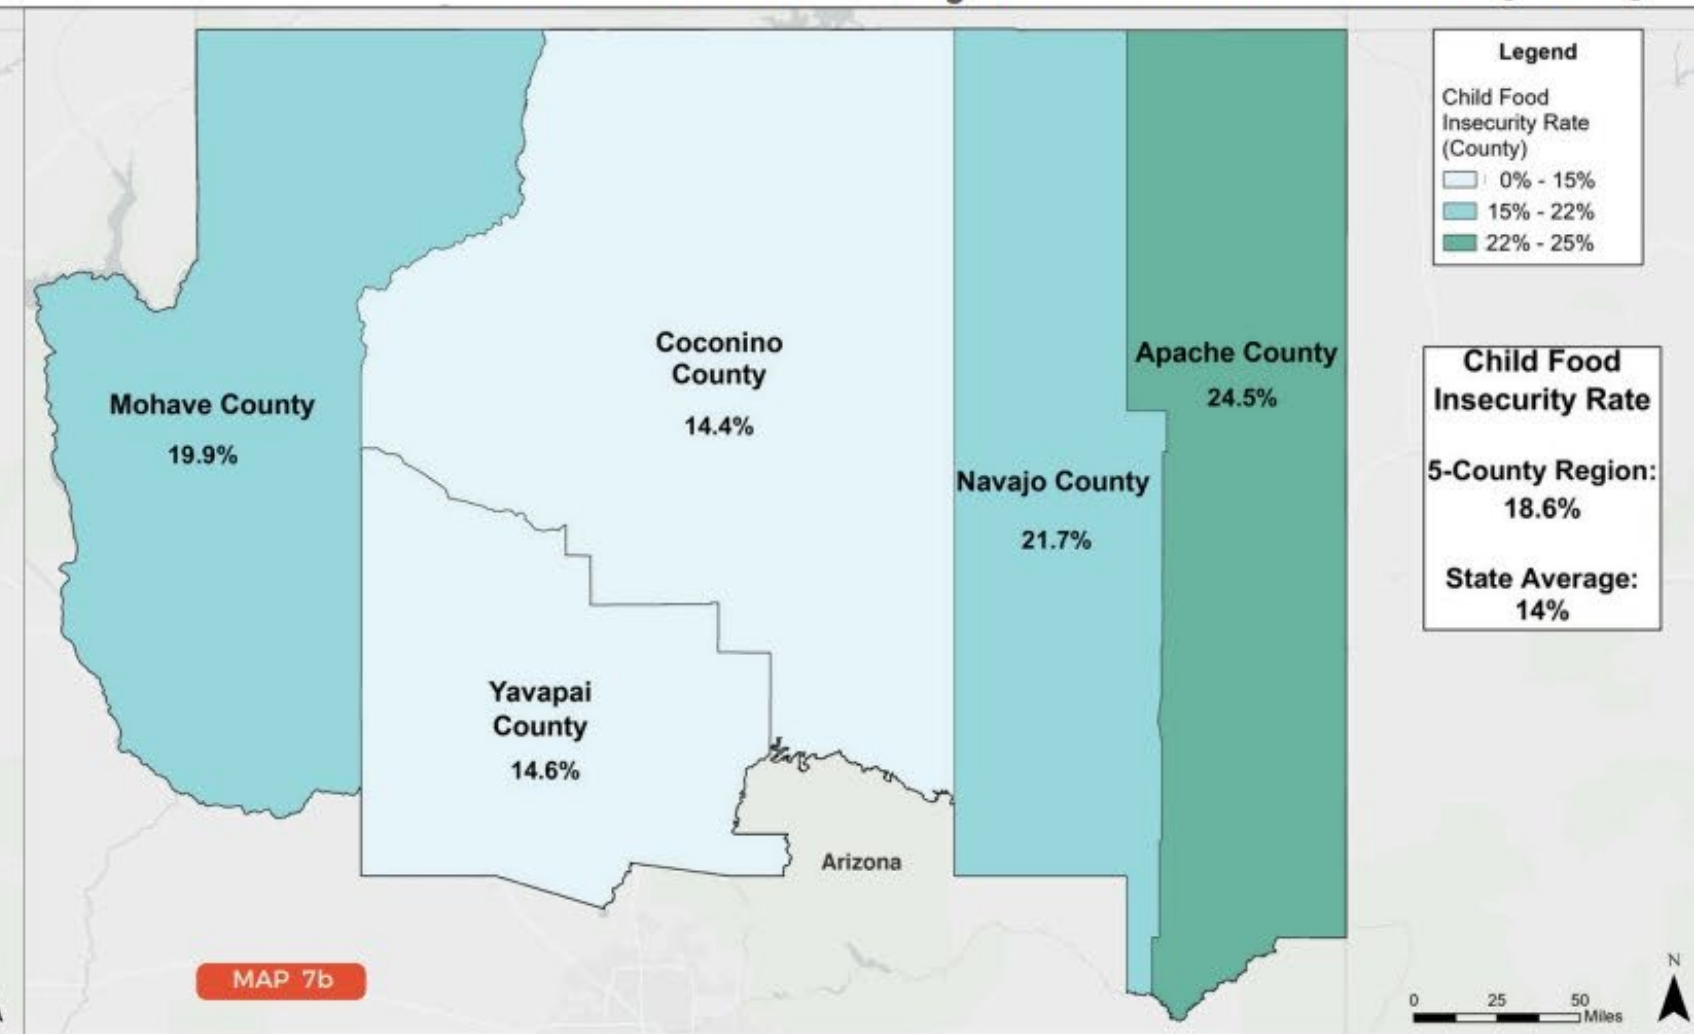 Legend
Child Food
Insecurity Rate
(County)
0% - 15%
15% - 22%
22% - 25%
Coconino
County
14.4%
Apache County
24.5%
Mohave County
19.9%
Navajo County
21.7%
Yavapai
County
14.6%
Arizona
Child Food
Insecurity Rate
5-County Region:
18.6%
State Average:
14%
MAP 7b
N
0 25 50
Miles